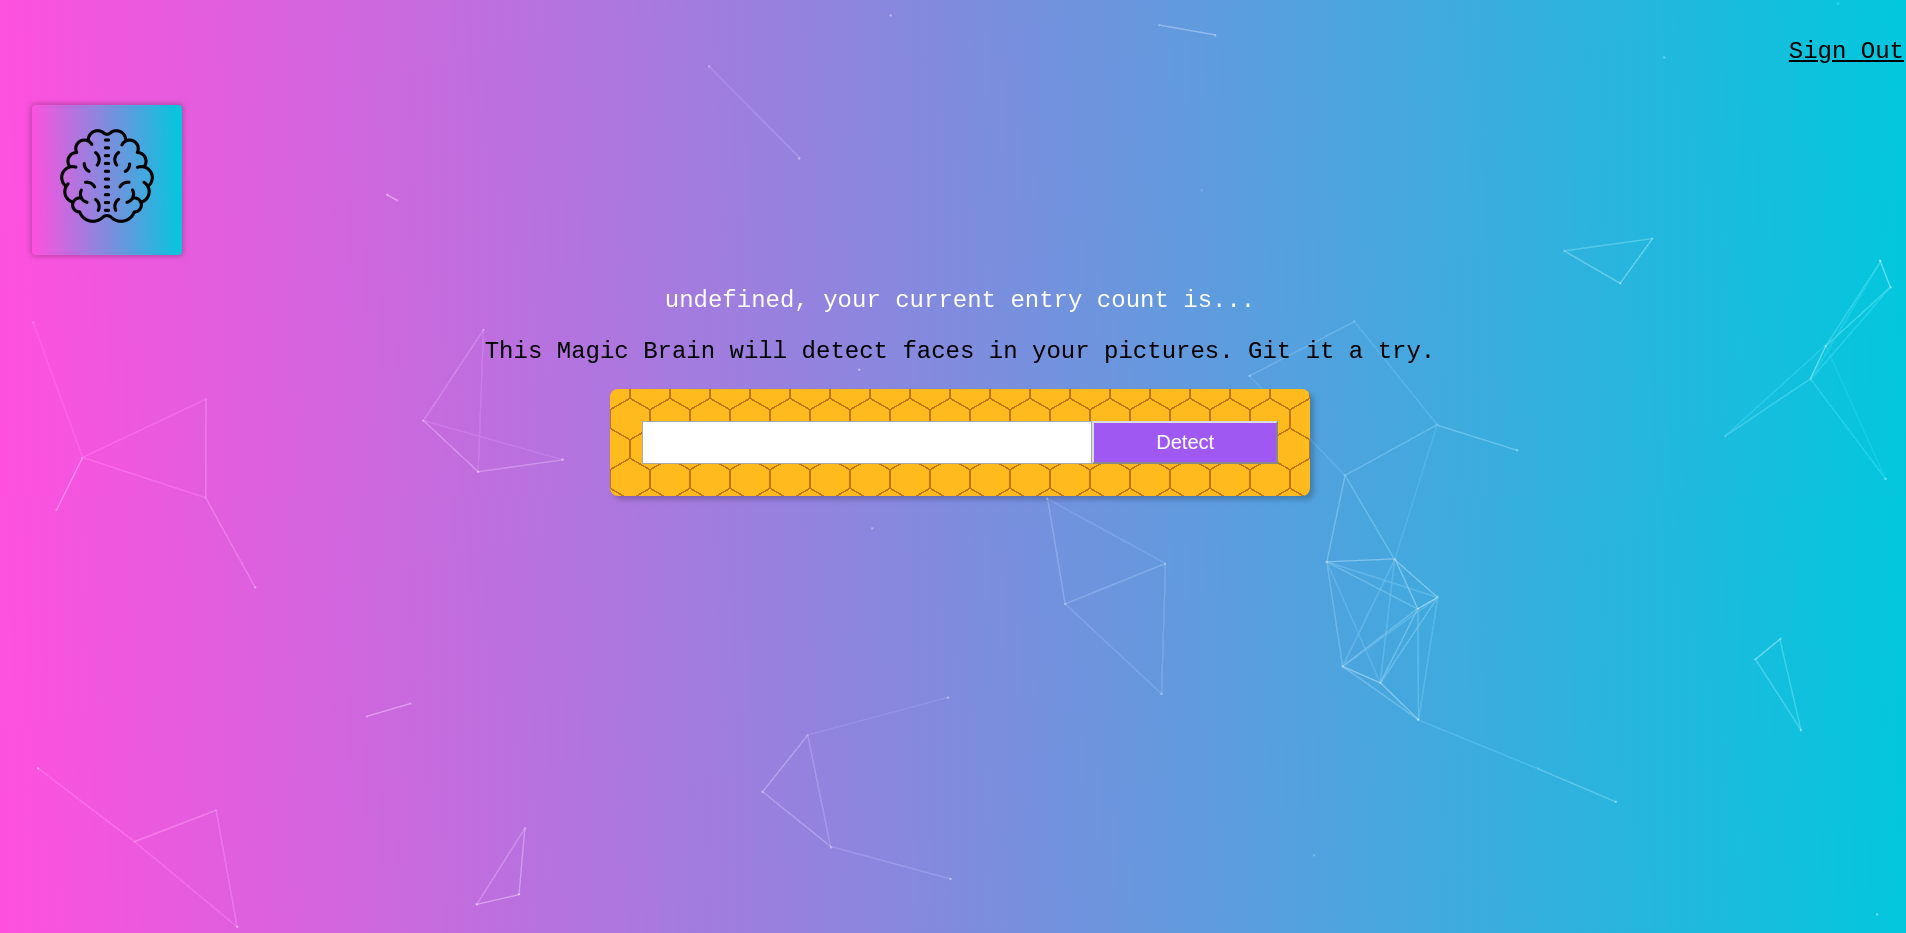 Sign Out
undefined, your current entry count is...
This Magic Brain will detect faces in your pictures. Git it a try.
Detect